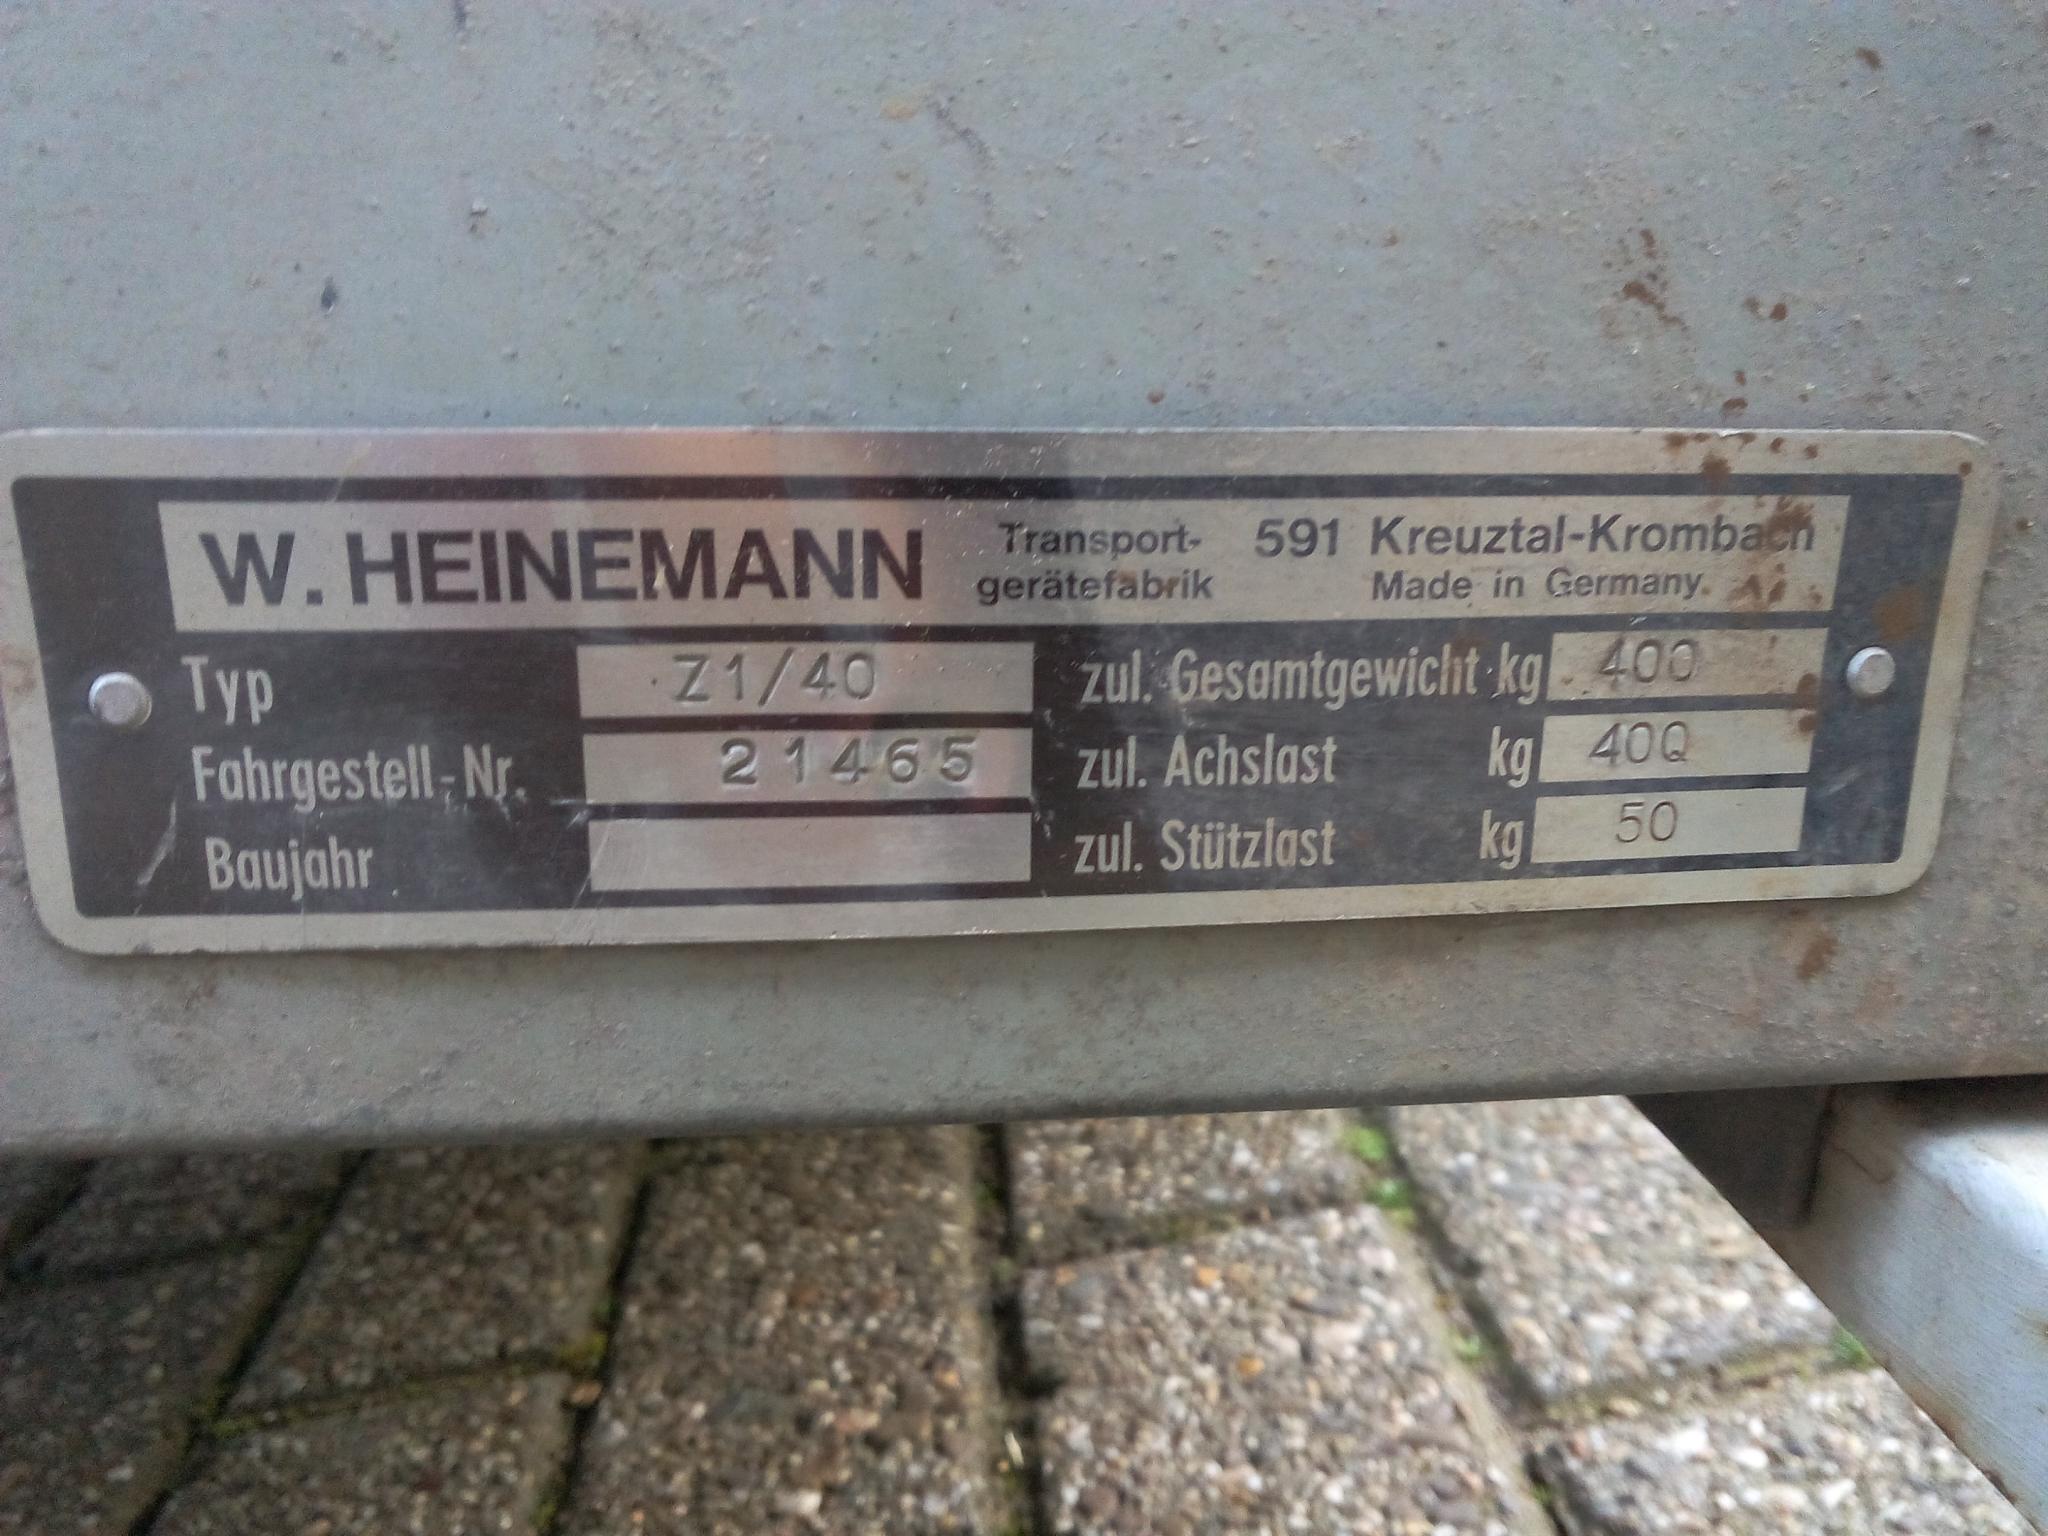 W. HEINEMANN Transport-gerätefabrik 591 Kreuztal-Krombach
Made in Germany.
Typ Z1/40 zul. Gesamtgewicht kg 400
Fahrgestell-Nr. 21465 zul. Achslast kg 400
Baujahr zul. Stützlast kg 50